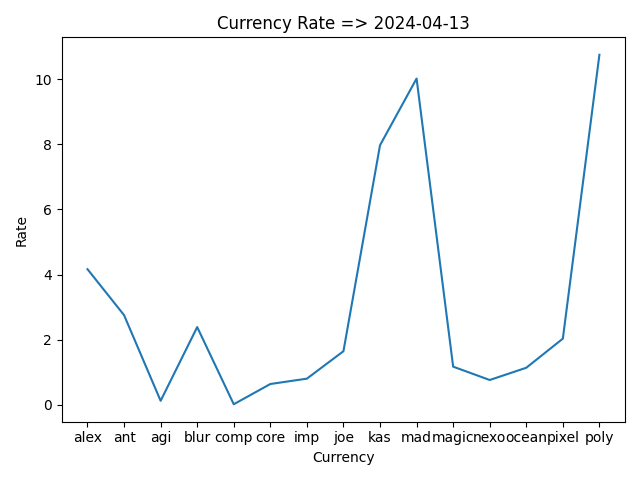 Currency Rate => 2024-04-13
10
8
6
4
2
0
Rate
alex ant agi blur comp core imp joe kas mad magic nexo ocean pixel poly
Currency